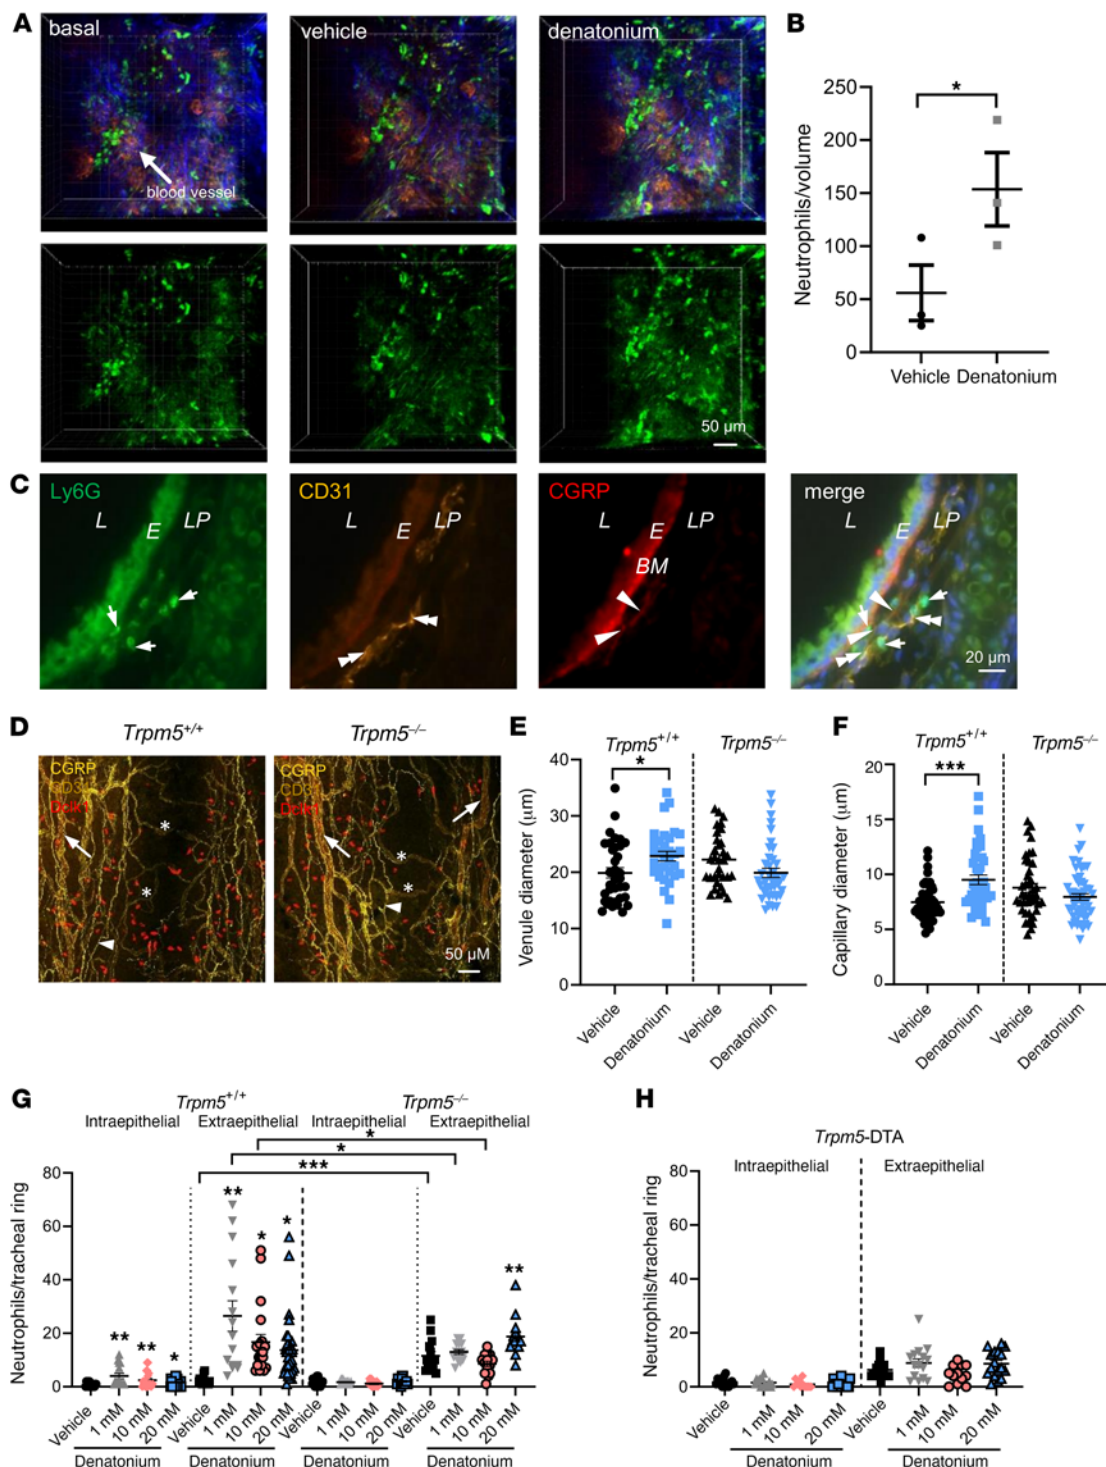 A
basal
vehicle
denatonium
blood vessel
50 µm
B
Neutrophils/volume
250
200
150
100
50
0
*
Vehicle Denatonium
C
Ly6G
CD31
CGRP
merge
L
E
LP
L
E
LP
L
E
LP
BM
L
E
LP
20 µm
D
Trpm5+/+
Trpm5–/–
CGRP
CD31
Dclk1
*
*
CGRP
CD31
Dclk1
*
*
50 µM
E
Trpm5+/+
Trpm5–/–
*
Venule diameter (µm)
40
30
20
10
0
Vehicle
Denatonium
Vehicle
Denatonium
F
Trpm5+/+
Trpm5–/–
***
Capillary diameter (µm)
20
15
10
5
0
Vehicle
Denatonium
Vehicle
Denatonium
G
Trpm5+/+
Trpm5–/–
Intraepithelial
Extraepithelial
Intraepithelial
Extraepithelial
*
*
***
Neutrophils/tracheal ring
80
60
40
20
0
**
**
*
**
*
*
**
Vehicle
1 mM
10 mM
20 mM
Vehicle
1 mM
10 mM
20 mM
Vehicle
1 mM
10 mM
20 mM
Vehicle
1 mM
10 mM
20 mM
Denatonium
Denatonium
Denatonium
Denatonium
H
Trpm5-DTA
Intraepithelial
Extraepithelial
Neutrophils/tracheal ring
80
60
40
20
0
Vehicle
1 mM
10 mM
20 mM
Vehicle
1 mM
10 mM
20 mM
Denatonium
Denatonium